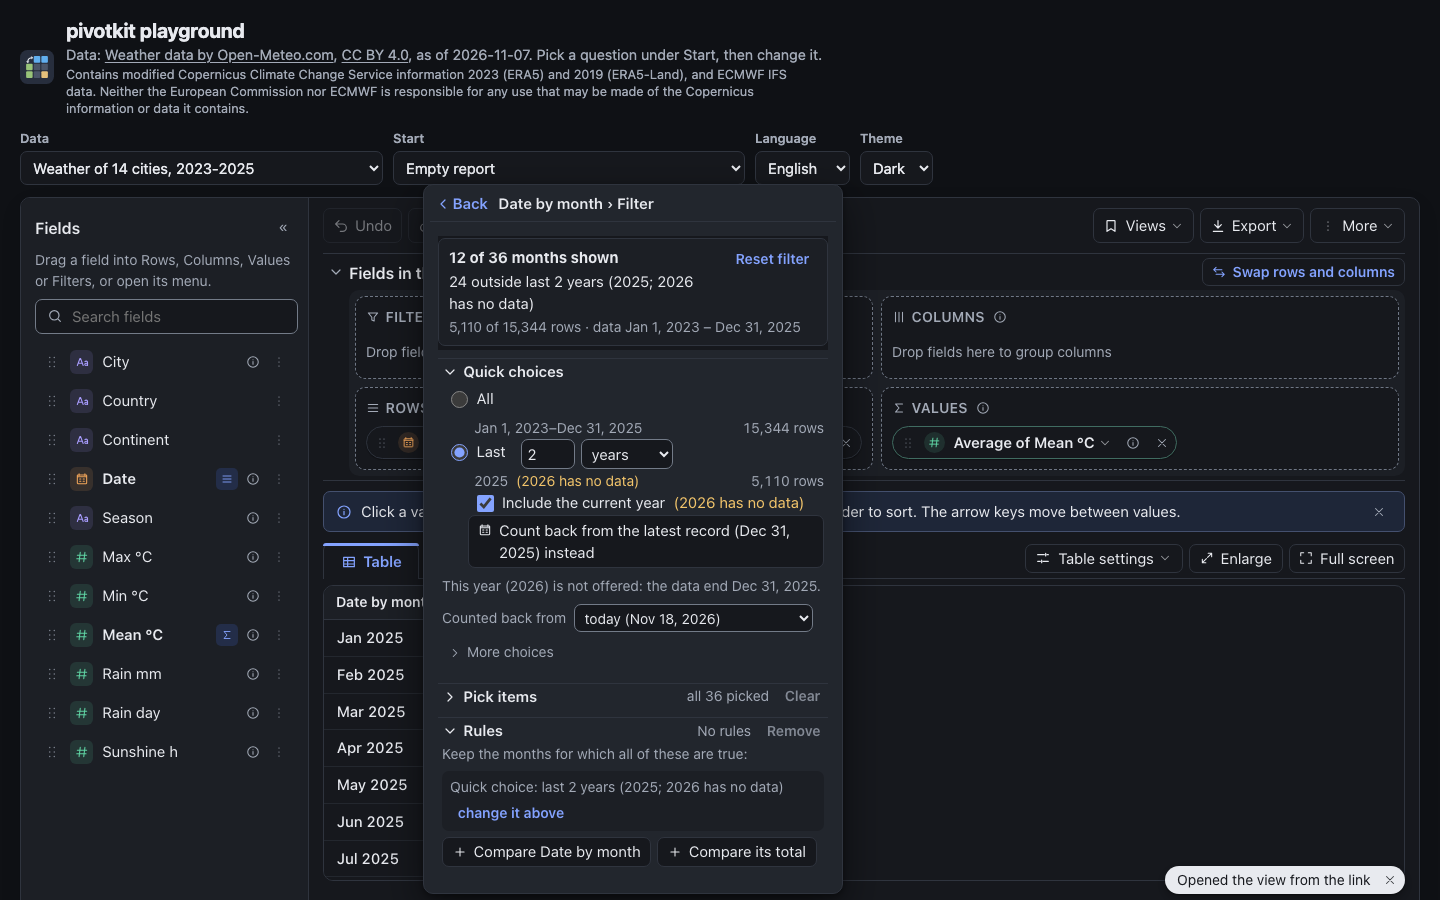 pivotkit playground
Data: Weather data by Open-Meteo.com, CC BY 4.0, as of 2026-11-07. Pick a question under Start, then change it.
Contains modified Copernicus Climate Change Service information 2023 (ERA5) and 2019 (ERA5-Land), and ECMWF IFS
data. Neither the European Commission nor ECMWF is responsible for any use that may be made of the Copernicus
information or data it contains.
Data
Start
Language
Theme
Weather of 14 cities, 2023-2025
Empty report
English
Dark
Fields
«
Drag a field into Rows, Columns, Values
or Filters, or open its menu.
Search fields
Aa City
Aa Country
Aa Continent
Date
Aa Season
# Max °C
# Min °C
# Mean °C Σ
# Rain mm
# Rain day
# Sunshine h
Undo
Views
Export
More
Fields in t
Swap rows and columns
FILTE
Drop fiel
COLUMNS
Drop fields here to group columns
ROWS
Σ VALUES
# Average of Mean °C
Click a va
der to sort. The arrow keys move between values.
Table
Table settings
Enlarge
Full screen
Date by mont
Jan 2025
Feb 2025
Mar 2025
Apr 2025
May 2025
Jun 2025
Jul 2025
Back Date by month › Filter
12 of 36 months shown
Reset filter
24 outside last 2 years (2025; 2026
has no data)
5,110 of 15,344 rows · data Jan 1, 2023 – Dec 31, 2025
Quick choices
All
Jan 1, 2023–Dec 31, 2025 15,344 rows
Last 2 years
2025 (2026 has no data) 5,110 rows
Include the current year (2026 has no data)
Count back from the latest record (Dec 31,
2025) instead
This year (2026) is not offered: the data end Dec 31, 2025.
Counted back from today (Nov 18, 2026)
More choices
Pick items all 36 picked Clear
Rules No rules Remove
Keep the months for which all of these are true:
Quick choice: last 2 years (2025; 2026 has no data)
change it above
+ Compare Date by month
+ Compare its total
Opened the view from the link